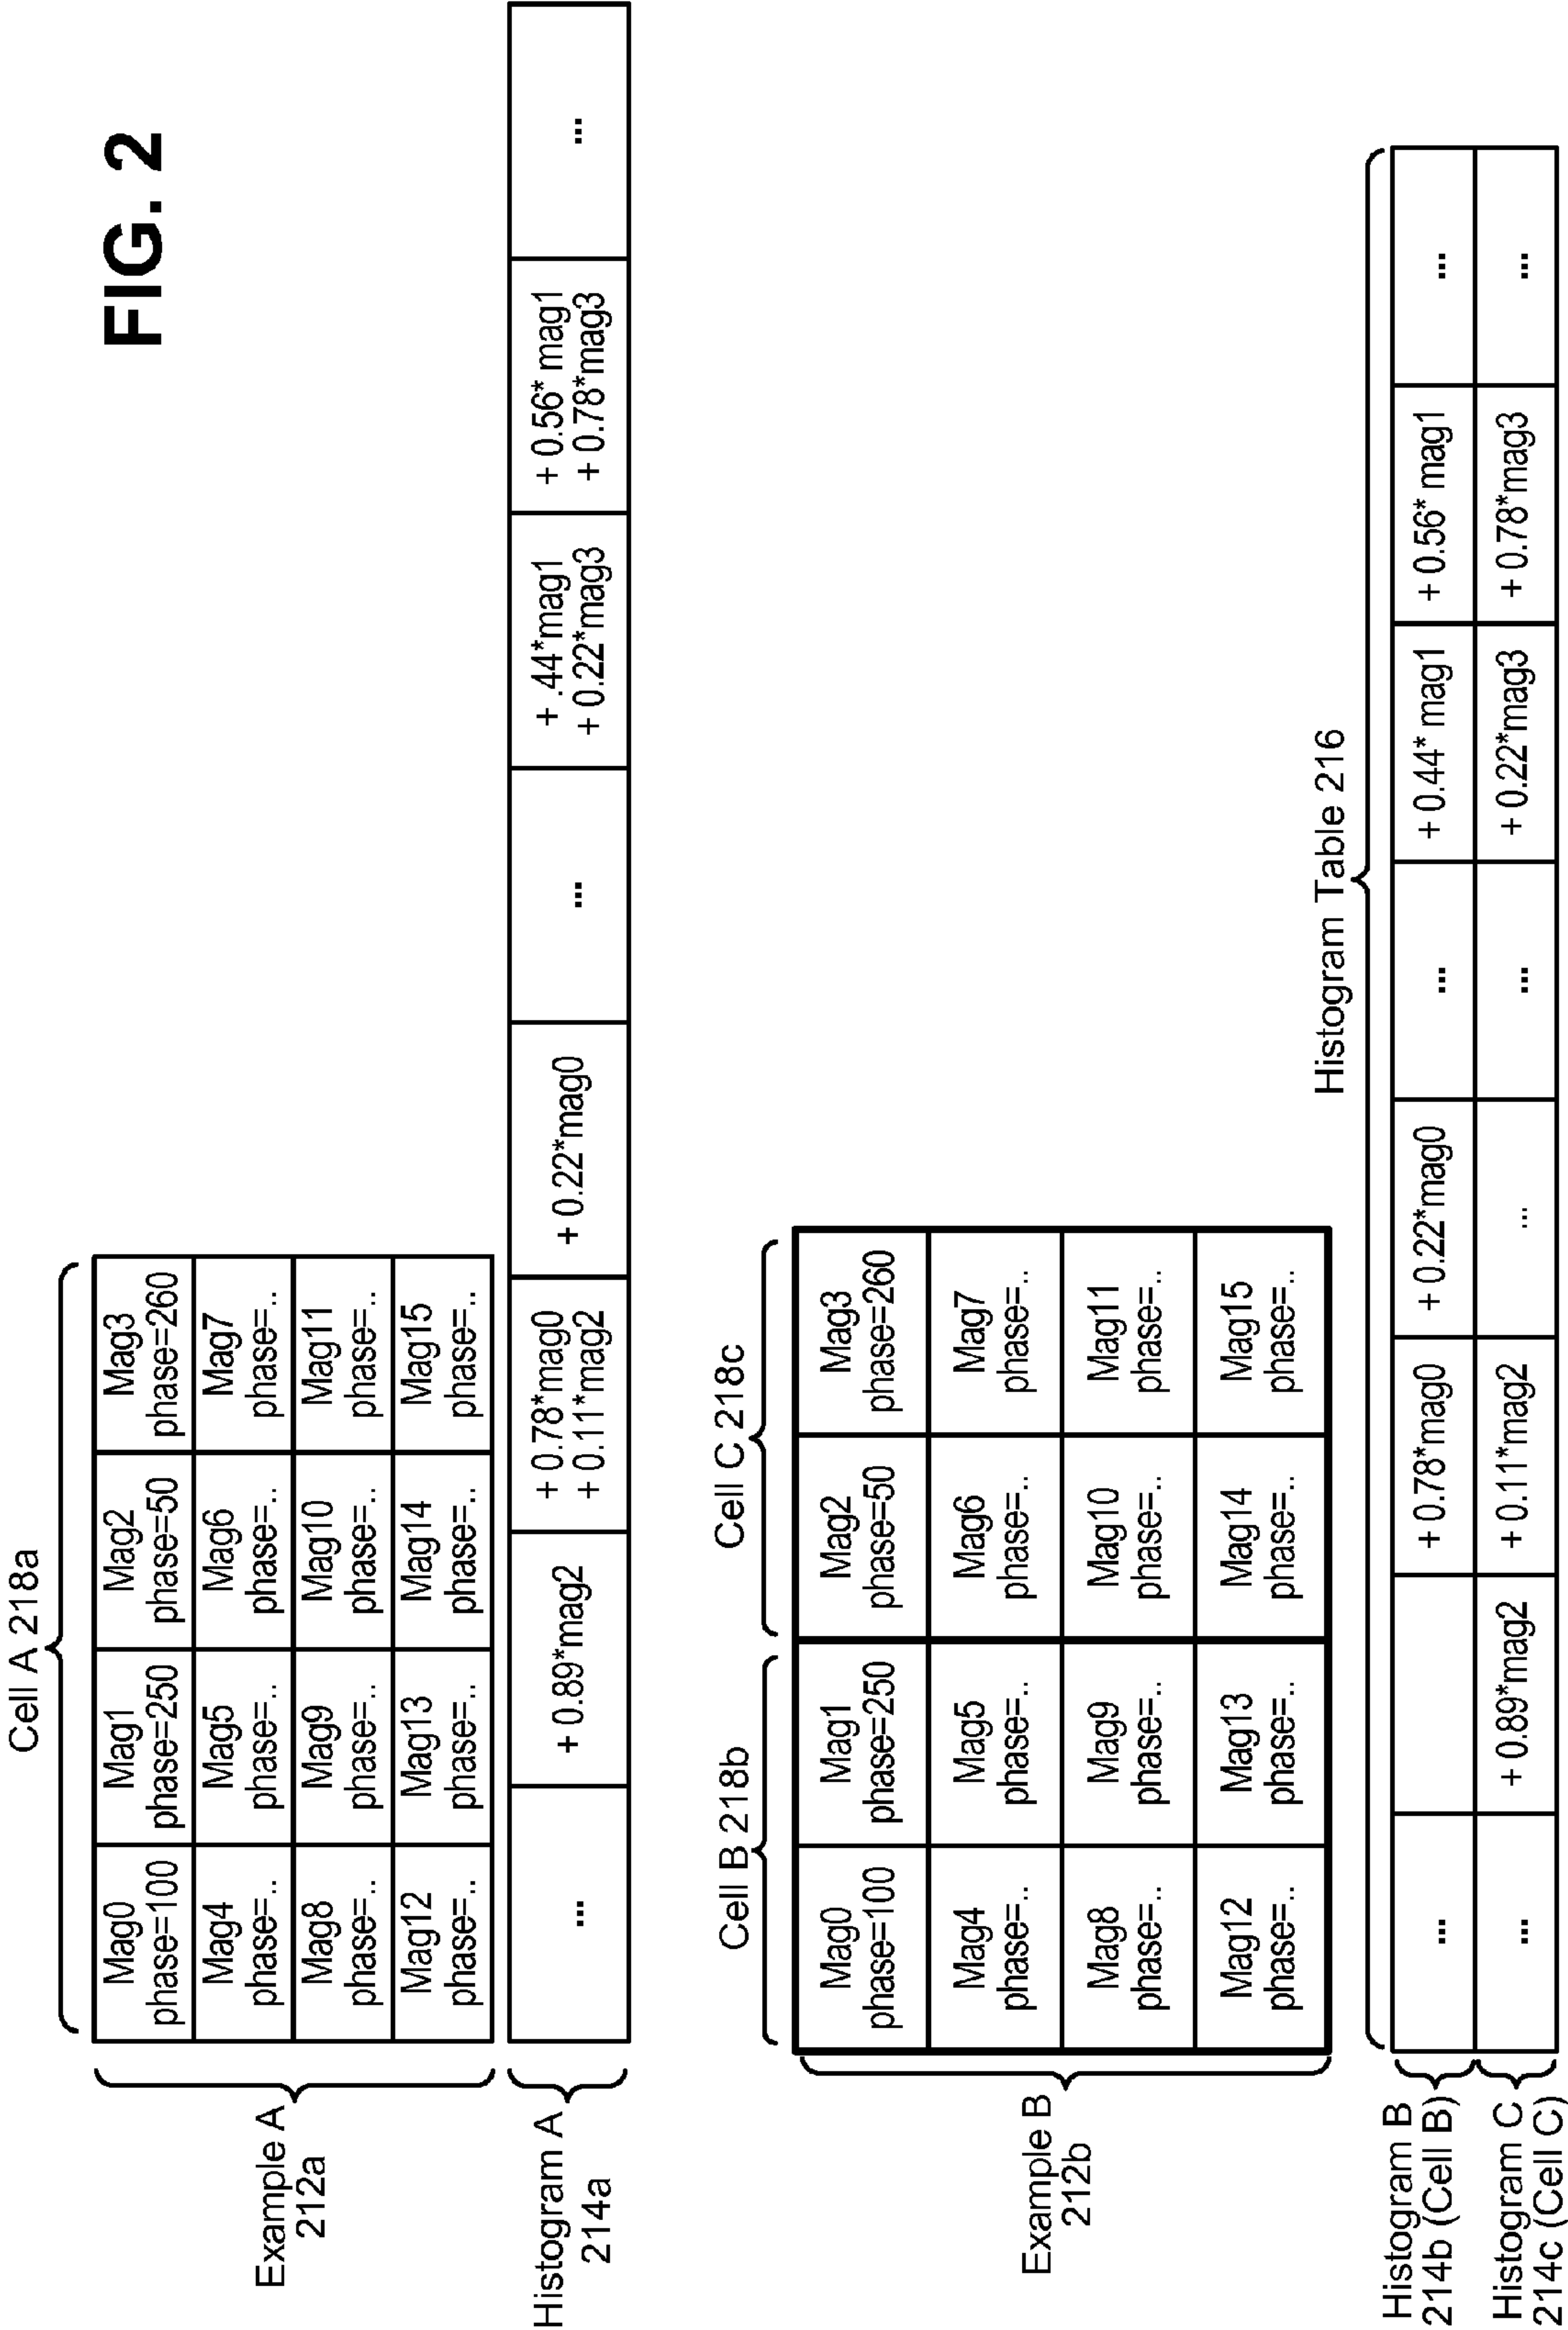 FIG. 2
Cell A 218a
Example A
212a
Mag0
phase=100
Mag1
phase=250
Mag2
phase=50
Mag3
phase=260
Mag4
phase=..
Mag5
phase=..
Mag6
phase=..
Mag7
phase=..
Mag8
phase=..
Mag9
phase=..
Mag10
phase=..
Mag11
phase=..
Mag12
phase=..
Mag13
phase=..
Mag14
phase=..
Mag15
phase=..
Histogram A
214a
...
+ 0.89*mag2
+ 0.78*mag0
+ 0.11*mag2
+ 0.22*mag0
...
+ .44*mag1
+ 0.22*mag3
+ 0.56* mag1
+ 0.78*mag3
...
Cell B 218b
Cell C 218c
Example B
212b
Mag0
phase=100
Mag1
phase=250
Mag2
phase=50
Mag3
phase=260
Mag4
phase=..
Mag5
phase=..
Mag6
phase=..
Mag7
phase=..
Mag8
phase=..
Mag9
phase=..
Mag10
phase=..
Mag11
phase=..
Mag12
phase=..
Mag13
phase=..
Mag14
phase=..
Mag15
phase=..
Histogram Table 216
Histogram B
214b (Cell B)
...
+ 0.78*mag0
+ 0.22*mag0
...
+ 0.44* mag1
+ 0.56* mag1
...
Histogram C
214c (Cell C)
...
+ 0.89*mag2
+ 0.11*mag2
...
...
+ 0.22*mag3
+ 0.78*mag3
...